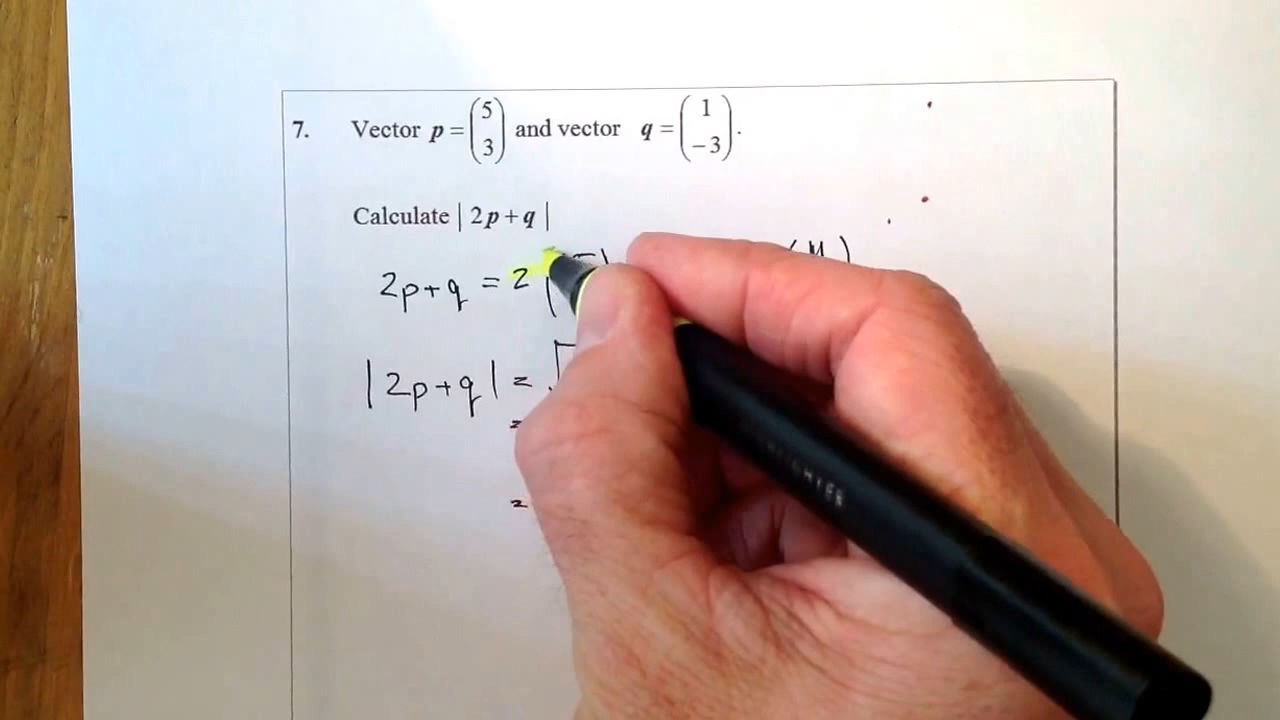 7. Vector p = (5 3) and vector q = (1 -3).
Calculate | 2p + q |
2p + q = 2 (
|2p + q| = √
=
=